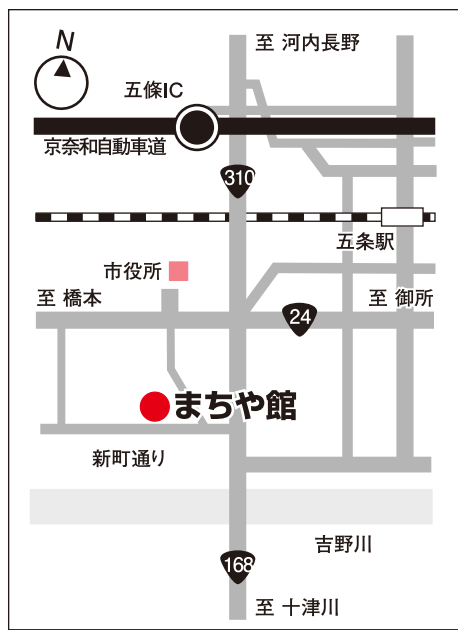 N
至 河内長野
五條IC
京奈和自動車道
310
五条駅
市役所
至 橋本
至 御所
24
まちや館
新町通り
吉野川
168
至 十津川